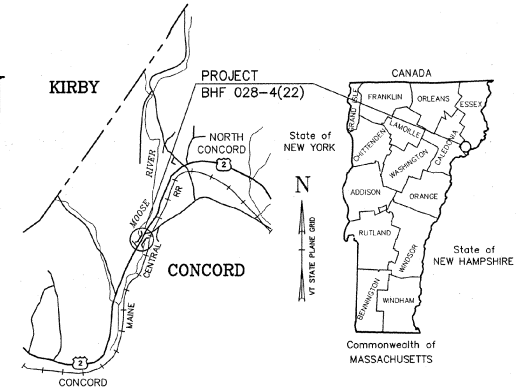 KIRBY
PROJECT
BHF 028-4(22)
NORTH
CONCORD
2
MOOSE RIVER
RR
CENTRAL
MAINE
CONCORD
2
CONCORD
N
VT STATE PLANE GRID
CANADA
State of
NEW YORK
GRAND ISLE
FRANKLIN
ORLEANS
ESSEX
LAMOILLE
CHITTENDEN
CALEDONIA
WASHINGTON
ADDISON
ORANGE
RUTLAND
WINDSOR
State of
NEW HAMPSHIRE
BENNINGTON
WINDHAM
Commonwealth of
MASSACHUSETTS